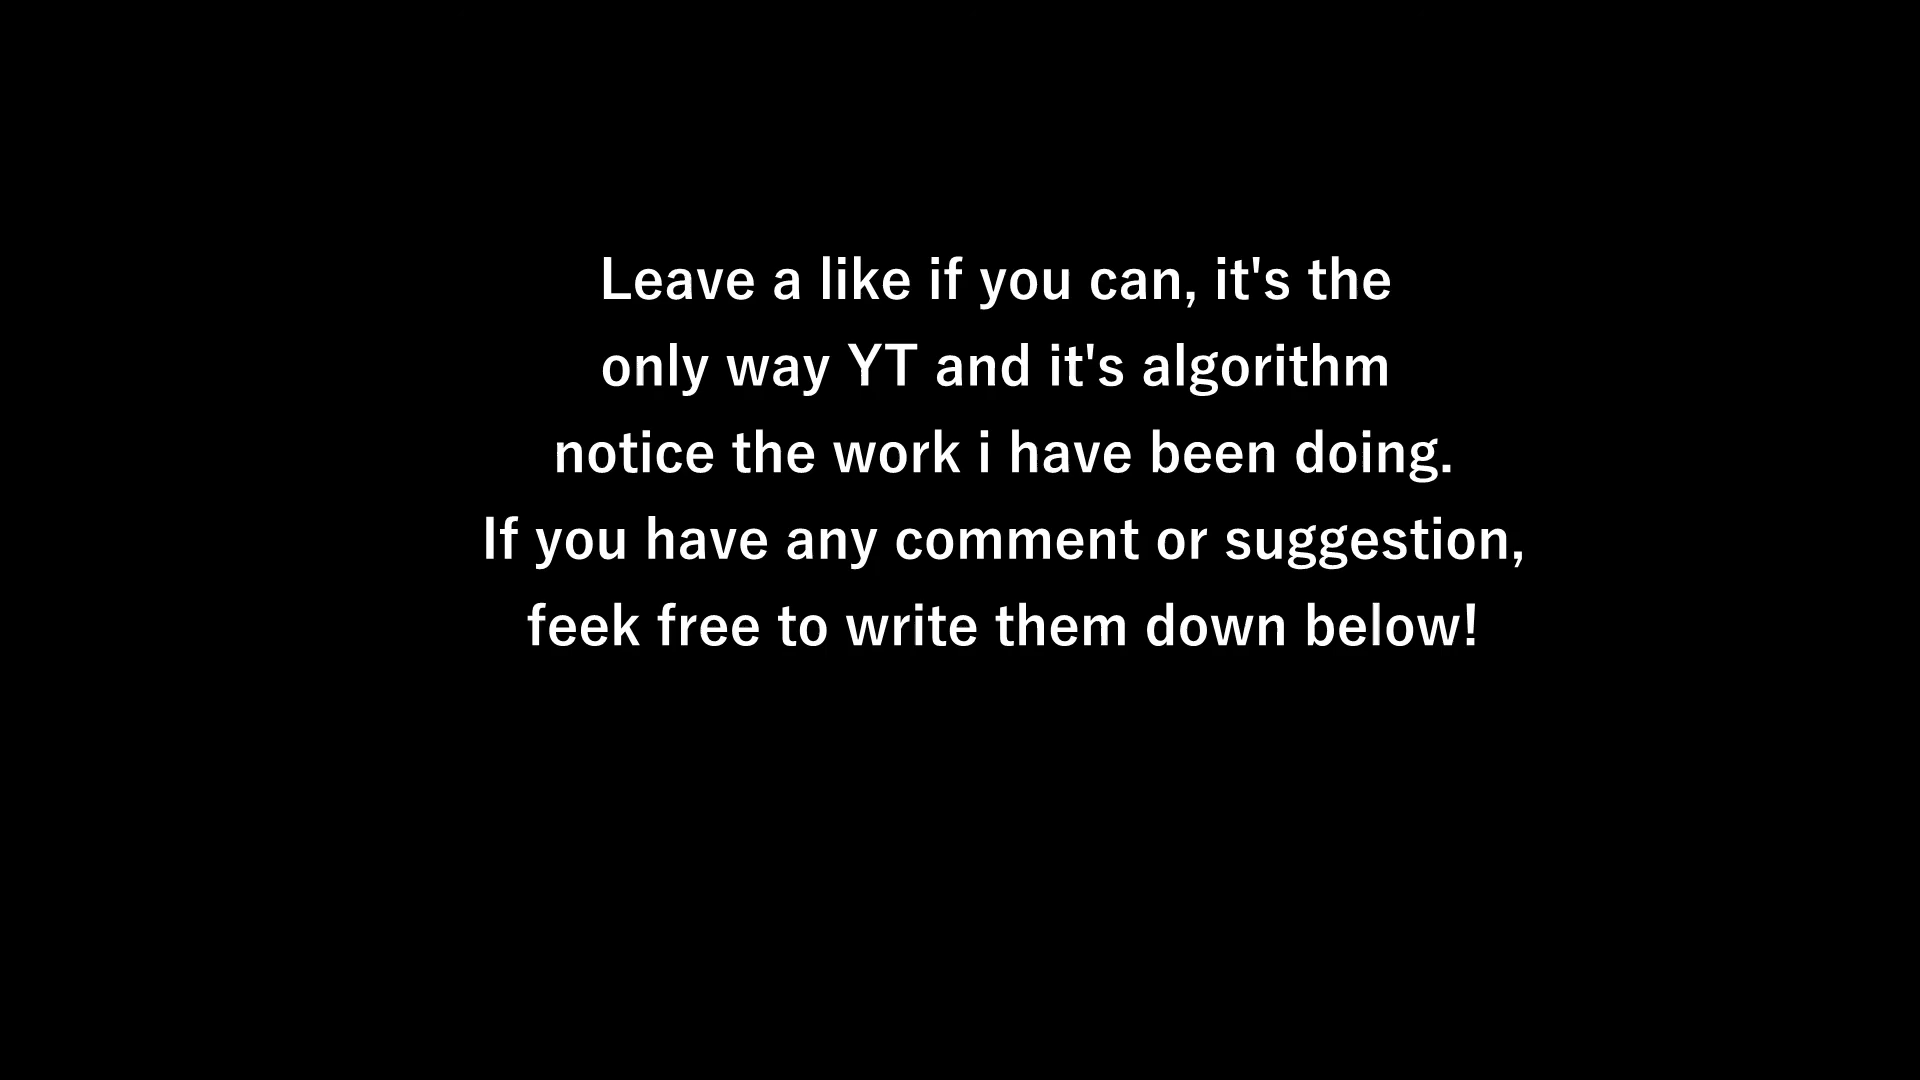 Leave a like if you can, it's the
only way YT and it's algorithm
notice the work i have been doing.
If you have any comment or suggestion,
feek free to write them down below!